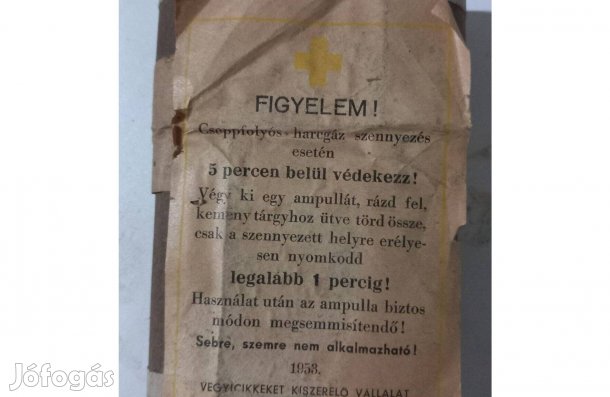 FIGYELEM!
Cseppfolyós harcgáz szennyezés
esetén
5 percen belül védekezz!
Végy ki egy ampullát, rázd fel,
kemény tárgyhoz ütve törd össze,
csak a szennyezett helyre erélye-
sen nyomkodd
legalább 1 percig!
Használat után az ampulla biztos
módon megsemmisítendő!
Sebre, szemre nem alkalmazható!
1953.
VEGYICIKKEKET KISZERELŐ VÁLLALAT
Jófogás